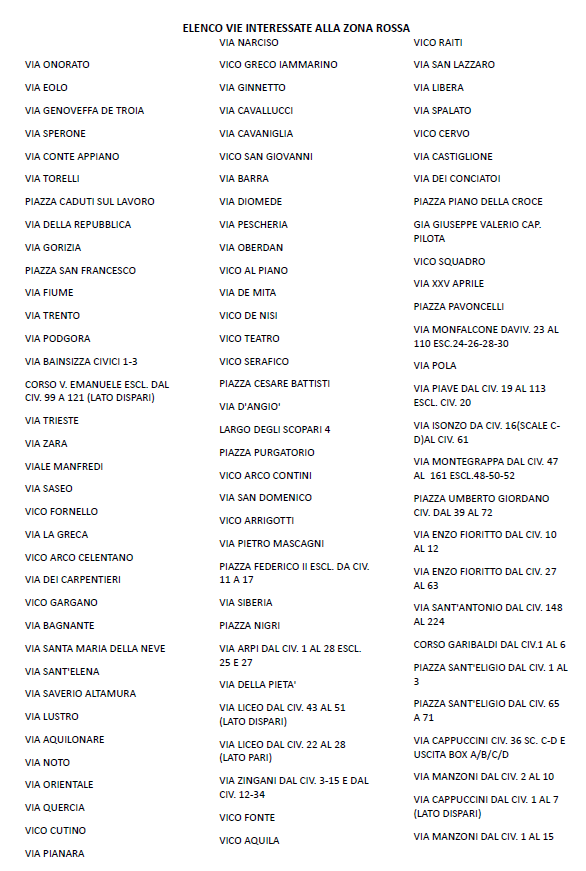 ELENCO VIE INTERESSATE ALLA ZONA ROSSA
VIA ONORATO
VIA EOLO
VIA GENOVEFFA DE TROIA
VIA SPERONE
VIA CONTE APPIANO
VIA TORELLI
PIAZZA CADUTI SUL LAVORO
VIA DELLA REPUBBLICA
VIA GORIZIA
PIAZZA SAN FRANCESCO
VIA FIUME
VIA TRENTO
VIA PODGORA
VIA BAINSIZZA CIVICI 1-3
CORSO V. EMANUELE ESCL. DAL
CIV. 99 A 121 (LATO DISPARI)
VIA TRIESTE
VIA ZARA
VIALE MANFREDI
VIA SASEO
VICO FORNELLO
VIA LA GRECA
VICO ARCO CELENTANO
VIA DEI CARPENTIERI
VICO GARGANO
VIA BAGNANTE
VIA SANTA MARIA DELLA NEVE
VIA SANT'ELENA
VIA SAVERIO ALTAMURA
VIA LUSTRO
VIA AQUILONARE
VIA NOTO
VIA ORIENTALE
VIA QUERCIA
VICO CUTINO
VIA PIANARA
VIA NARCISO
VICO GRECO IAMMARINO
VIA GINNETTO
VIA CAVALLUCCI
VIA CAVANIGLIA
VICO SAN GIOVANNI
VIA BARRA
VIA DIOMEDE
VIA PESCHERIA
VIA OBERDAN
VICO AL PIANO
VIA DE MITA
VICO DE NISI
VICO TEATRO
VICO SERAFICO
PIAZZA CESARE BATTISTI
VIA D'ANGIO'
LARGO DEGLI SCOPARI 4
PIAZZA PURGATORIO
VICO ARCO CONTINI
VIA SAN DOMENICO
VICO ARRIGOTTI
VIA PIETRO MASCAGNI
PIAZZA FEDERICO II ESCL. DA CIV.
11 A 17
VIA SIBERIA
PIAZZA NIGRI
VIA ARPI DAL CIV. 1 AL 28 ESCL.
25 E 27
VIA DELLA PIETA'
VIA LICEO DAL CIV. 43 AL 51
(LATO DISPARI)
VIA LICEO DAL CIV. 22 AL 28
(LATO PARI)
VIA ZINGANI DAL CIV. 3-15 E DAL
CIV. 12-34
VICO FONTE
VICO AQUILA
VICO RAITI
VIA SAN LAZZARO
VIA LIBERA
VIA SPALATO
VICO CERVO
VIA CASTIGLIONE
VIA DEI CONCIATOI
PIAZZA PIANO DELLA CROCE
GIA GIUSEPPE VALERIO CAP.
PILOTA
VICO SQUADRO
VIA XXV APRILE
PIAZZA PAVONCELLI
VIA MONFALCONE DAVIV. 23 AL
110 ESC.24-26-28-30
VIA POLA
VIA PIAVE DAL CIV. 19 AL 113
ESCL. CIV. 20
VIA ISONZO DA CIV. 16(SCALE C-
D)AL CIV. 61
VIA MONTEGRAPPA DAL CIV. 47
AL 161 ESCL.48-50-52
PIAZZA UMBERTO GIORDANO
CIV. DAL 39 AL 72
VIA ENZO FIORITTO DAL CIV. 10
AL 12
VIA ENZO FIORITTO DAL CIV. 27
AL 63
VIA SANT'ANTONIO DAL CIV. 148
AL 224
CORSO GARIBALDI DAL CIV.1 AL 6
PIAZZA SANT'ELIGIO DAL CIV. 1 AL
3
PIAZZA SANT'ELIGIO DAL CIV. 65
A 71
VIA CAPPUCCINI CIV. 36 SC. C-D E
USCITA BOX A/B/C/D
VIA MANZONI DAL CIV. 2 AL 10
VIA CAPPUCCINI DAL CIV. 1 AL 7
(LATO DISPARI)
VIA MANZONI DAL CIV. 1 AL 15